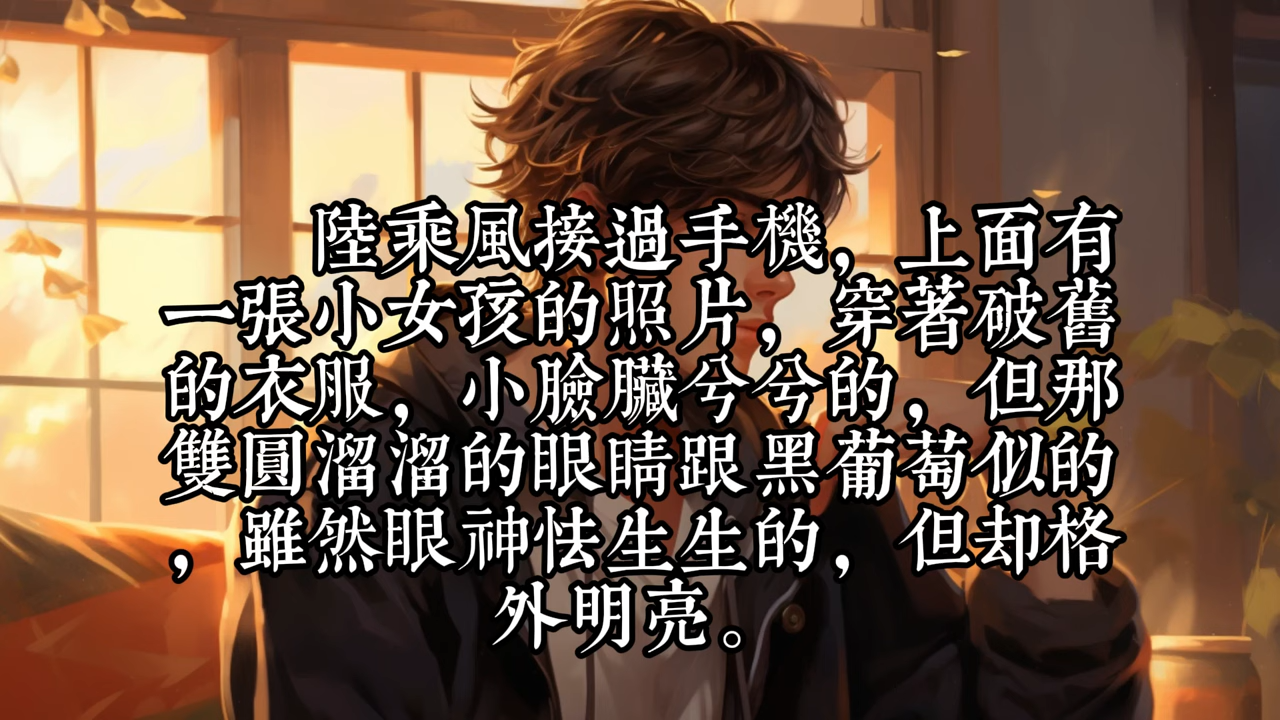 陸乘風接過手機，上面有
一張小女孩的照片，穿著破舊
的衣服，小臉臟兮兮的，但那
雙圓溜溜的眼睛跟黑葡萄似的
，雖然眼神怯生生的，但却格
外明亮。